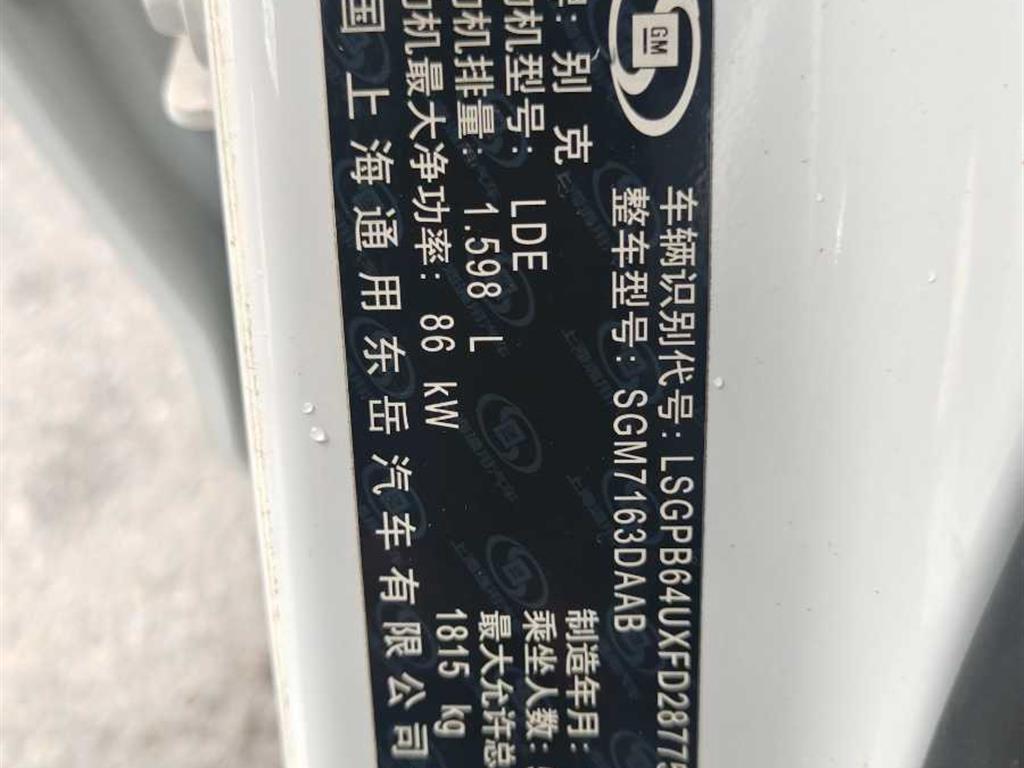 GM
别克
车辆识别代号: LSGPB64UXFD28775
整车型号: SGM7163DAAB
机型号: LDE
制造年月:
机排量: 1.598 L
乘坐人数:
机最大净功率: 86 kW
最大允许总
1815 kg
国上海通用东岳汽车有限公司